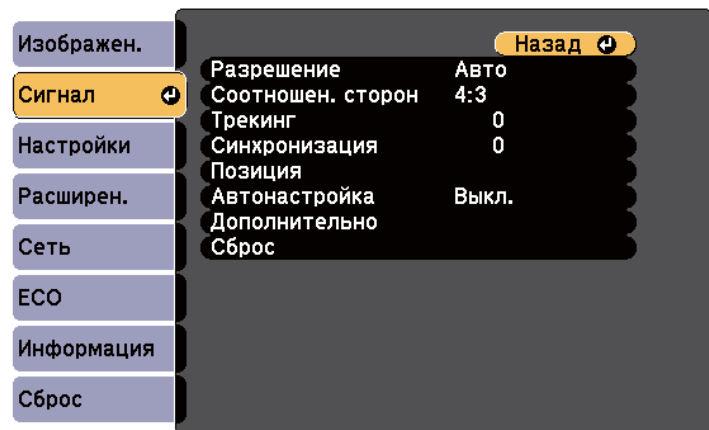 Изображен.
Сигнал
Настройки
Расширен.
Сеть
ECO
Информация
Сброс
Назад
Разрешение Авто
Соотношен. сторон 4:3
Трекинг 0
Синхронизация 0
Позиция
Автонастройка Выкл.
Дополнительно
Сброс